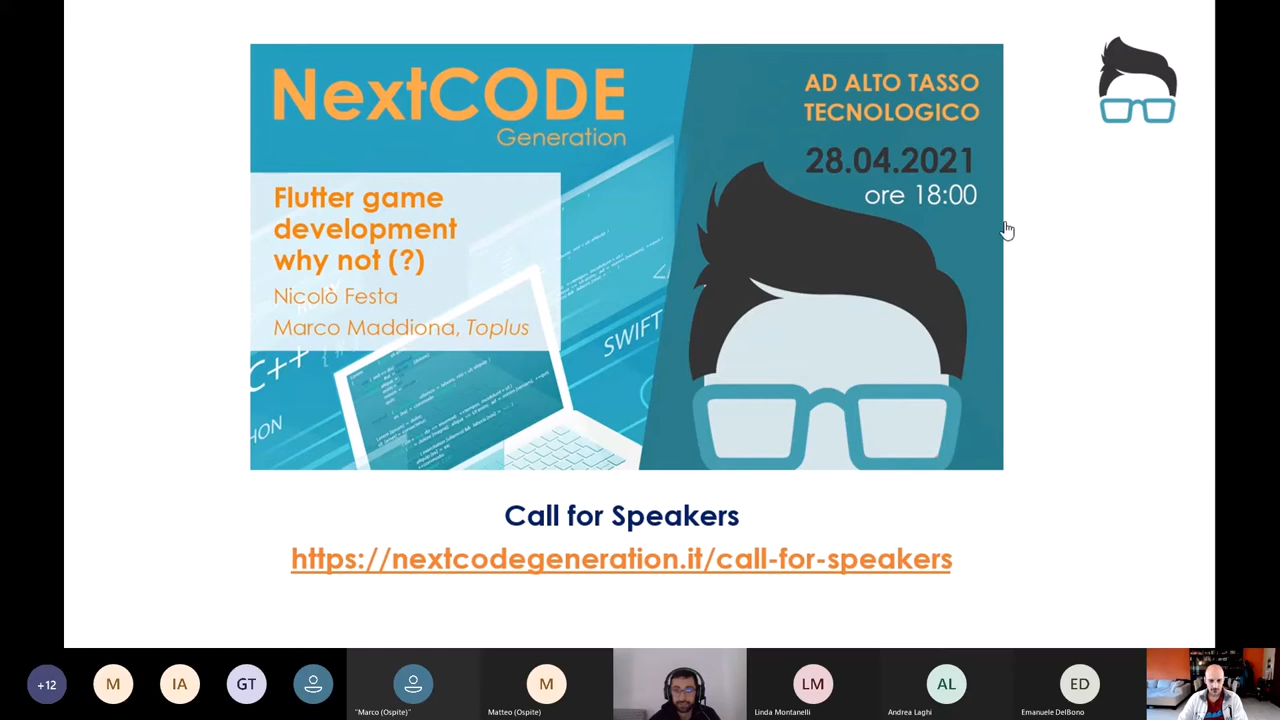 NextCODE
Generation
AD ALTO TASSO
TECNOLOGICO
28.04.2021
ore 18:00
Flutter game
development
why not (?)
Nicolò Festa
Marco Maddiona, Toplus
C++
SWIFT
HON
Call for Speakers
https://nextcodegeneration.it/call-for-speakers
+12
M
IA
GT
"Marco (Ospite)"
M
Matteo (Ospite)
LM
Linda Montanelli
AL
Andrea Laghi
ED
Emanuele DelBono